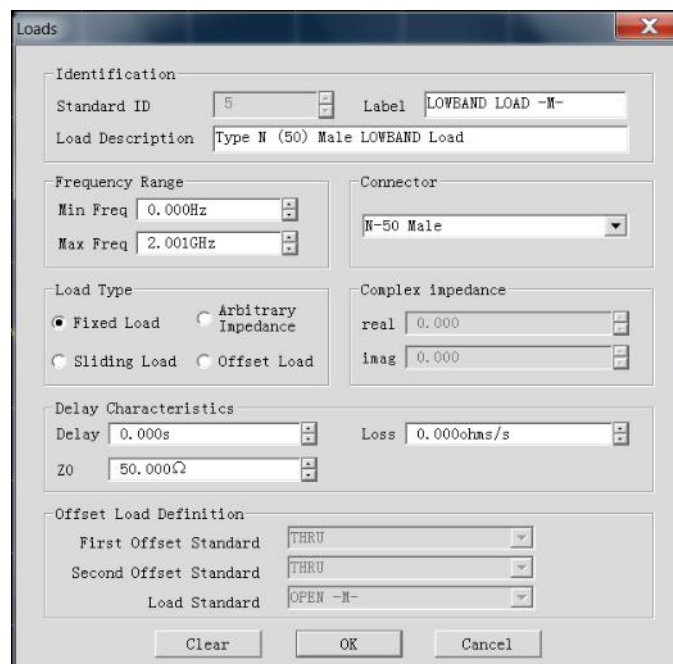 Loads
Identification
Standard ID 5 Label LOWBAND LOAD -M-
Load Description Type N (50) Male LOWBAND Load
Frequency Range Connector
Min Freq 0.000Hz
N-50 Male
Max Freq 2.001GHz
Load Type Complex impedance
Fixed Load Arbitrary Impedance real 0.000
Sliding Load Offset Load imag 0.000
Delay Characteristics
Delay 0.000s Loss 0.000ohms/s
Z0 50.000Ω
Offset Load Definition
First Offset Standard THRU
Second Offset Standard THRU
Load Standard OPEN -M-
Clear OK Cancel